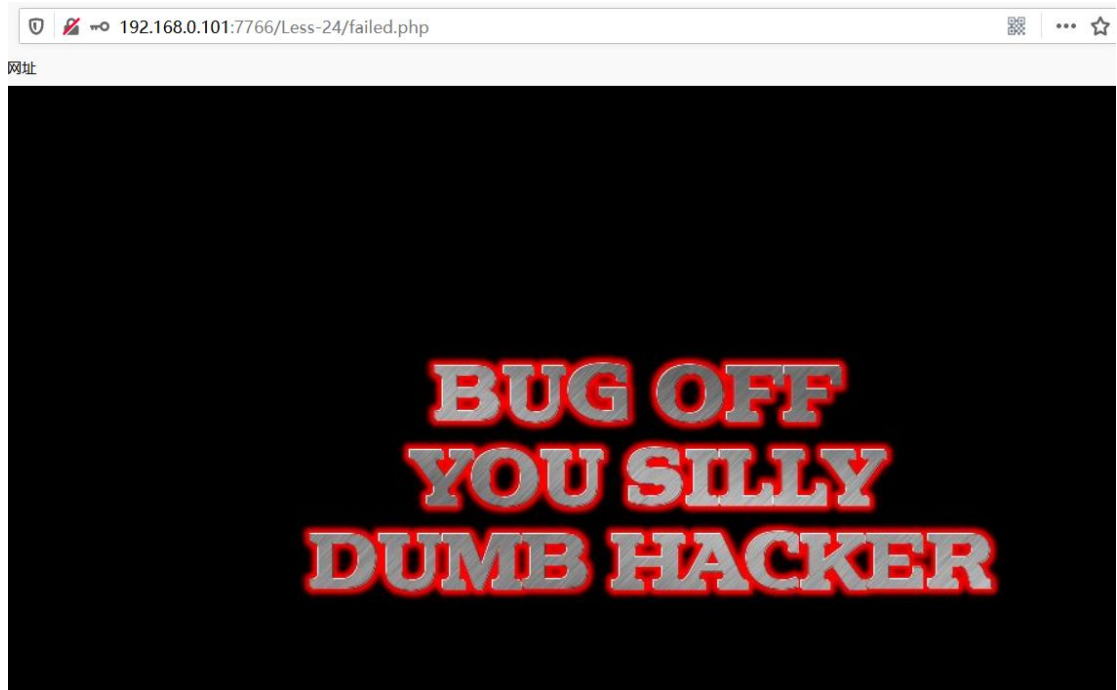 192.168.0.101:7766/Less-24/failed.php
网址
BUG OFF
YOU SILLY
DUMB HACKER